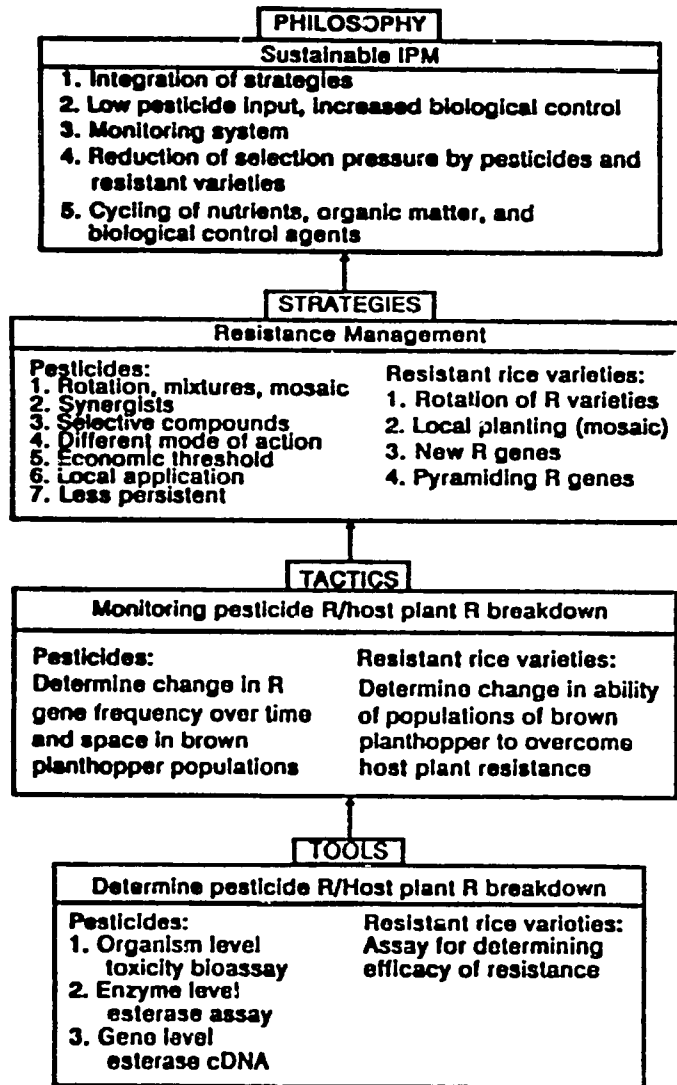 PHILOSOPHY
Sustainable IPM
1. Integration of strategies
2. Low pesticide input, increased biological control
3. Monitoring system
4. Reduction of selection pressure by pesticides and
resistant varieties
5. Cycling of nutrients, organic matter, and
biological control agents
STRATEGIES
Resistance Management
Pesticides:
1. Rotation, mixtures, mosaic
2. Synergists
3. Selective compounds
4. Different mode of action
5. Economic threshold
6. Local application
7. Less persistent
Resistant rice varieties:
1. Rotation of R varieties
2. Local planting (mosaic)
3. New R genes
4. Pyramiding R genes
TACTICS
Monitoring pesticide R/host plant R breakdown
Pesticides:
Determine change in R
gene frequency over time
and space in brown
planthopper populations
Resistant rice varieties:
Determine change in ability
of populations of brown
planthopper to overcome
host plant resistance
TOOLS
Determine pesticide R/Host plant R breakdown
Pesticides:
1. Organism level
toxicity bioassay
2. Enzyme level
esterase assay
3. Gene level
esterase cDNA
Resistant rice varieties:
Assay for determining
efficacy of resistance